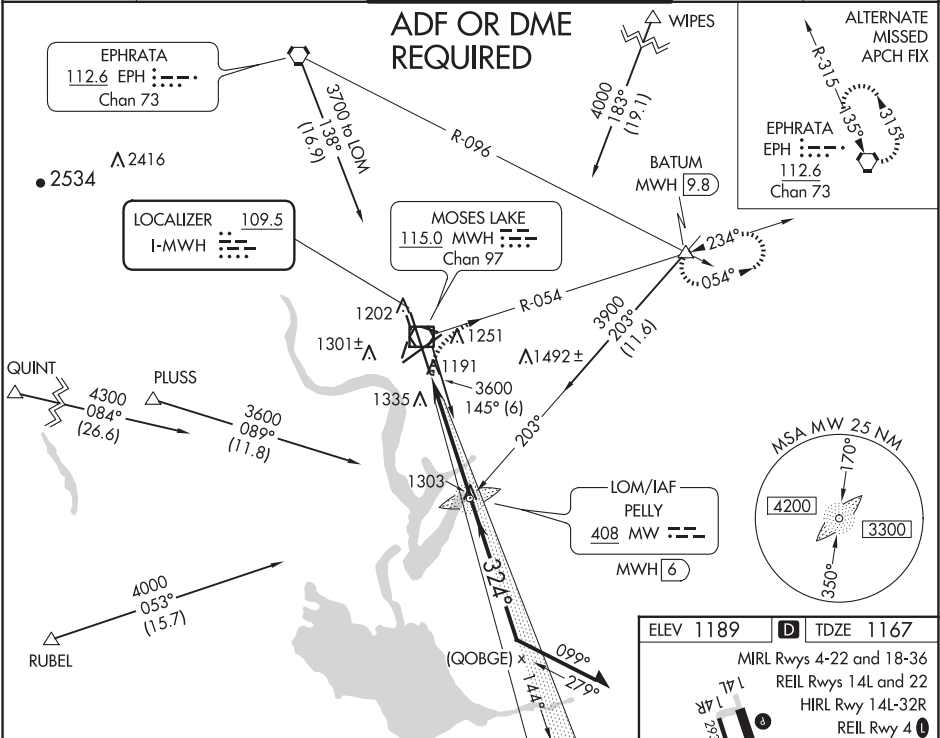 ADF OR DME
REQUIRED
EPHRATA
112.6 EPH
Chan 73
2416
2534
3700 to LOM
138°
(16.9)
R-096
WIPES
4000
183°
(19.1)
BATUM
MWH 9.8
ALTERNATE
MISSED
APCH FIX
R-315
135°
315°
EPHRATA
EPH
112.6
Chan 73
LOCALIZER 109.5
I-MWH
MOSES LAKE
115.0 MWH
Chan 97
R-054
234°
054°
3900
203°
(11.6)
203°
1202
1301±
1251
1191
1492±
1335
3600
145° (6)
QUINT
4300
084°
(26.6)
PLUSS
3600
089°
(11.8)
1303
LOM/IAF
PELLY
408 MW
MWH 6
MSA MW 25 NM
170°
4200
3300
350°
324°
4000
053°
(15.7)
RUBEL
(QOBGE) x
099°
279°
144°
ELEV 1189
D
TDZE 1167
MIRL Rwys 4-22 and 18-36
REIL Rwys 14L and 22
HIRL Rwy 14L-32R
REIL Rwy 4 L
14L
14R
P